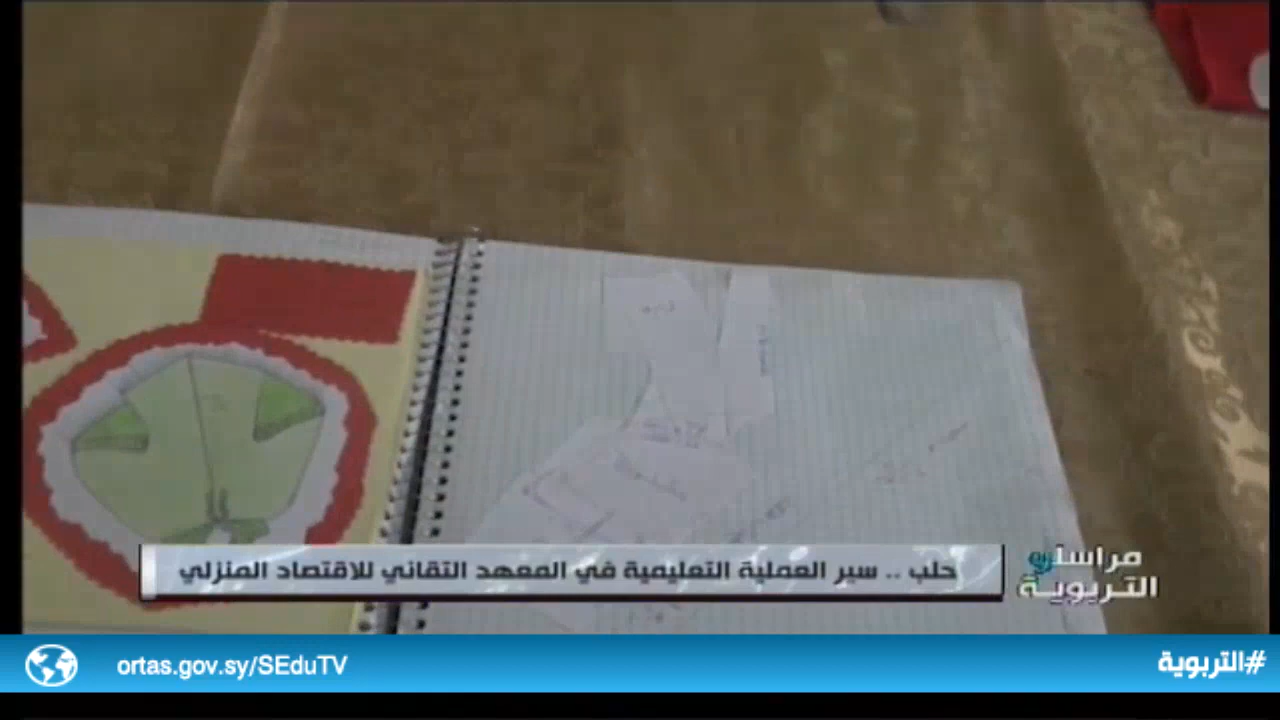 حلب .. سير العملية التعليمية في المعهد التقاني للاقتصاد المنزلي
مراسلو
التربوية
ortas.gov.sy/SEduTV
#التربوية